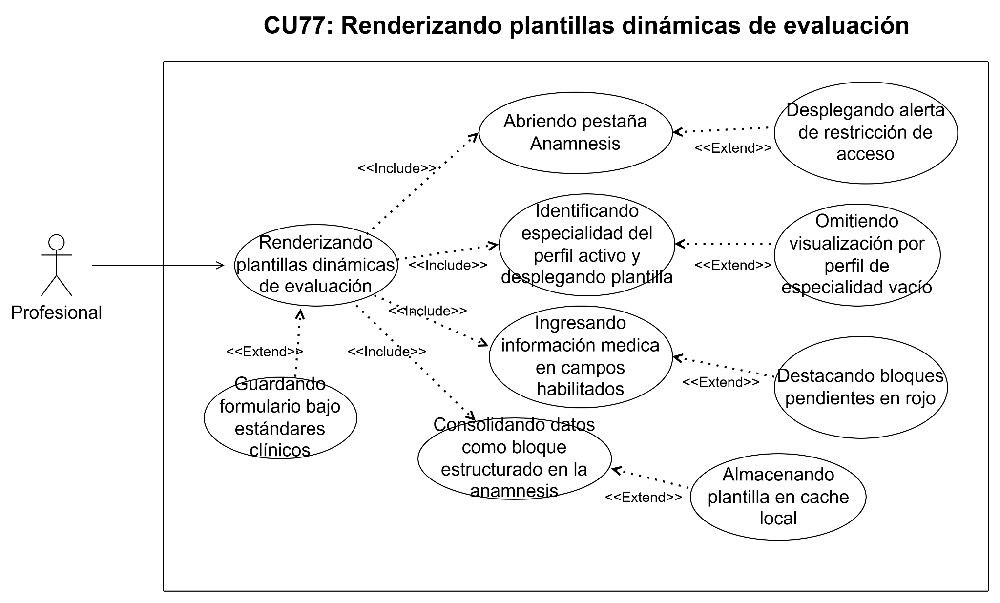 CU77: Renderizando plantillas dinámicas de evaluación
Abriendo pestaña
Anamnesis
Desplegando alerta
de restricción de
acceso
<<Extend>>
<<Include>>
Identificando
especialidad del
perfil activo y
desplegando plantilla
Omitiendo
visualización por
perfil de
especialidad vacío
<<Extend>>
<<Include>>
Renderizando
plantillas dinámicas
de evaluación
Profesional
<<Include>>
Ingresando
información medica
en campos
habilitados
Destacando bloques
pendientes en rojo
<<Extend>>
<<Extend>>
<<Include>>
Guardando
formulario bajo
estándares
clínicos
Consolidando datos
como bloque
estructurado en la
anamnesis
<<Extend>>
Almacenando
plantilla en cache
local